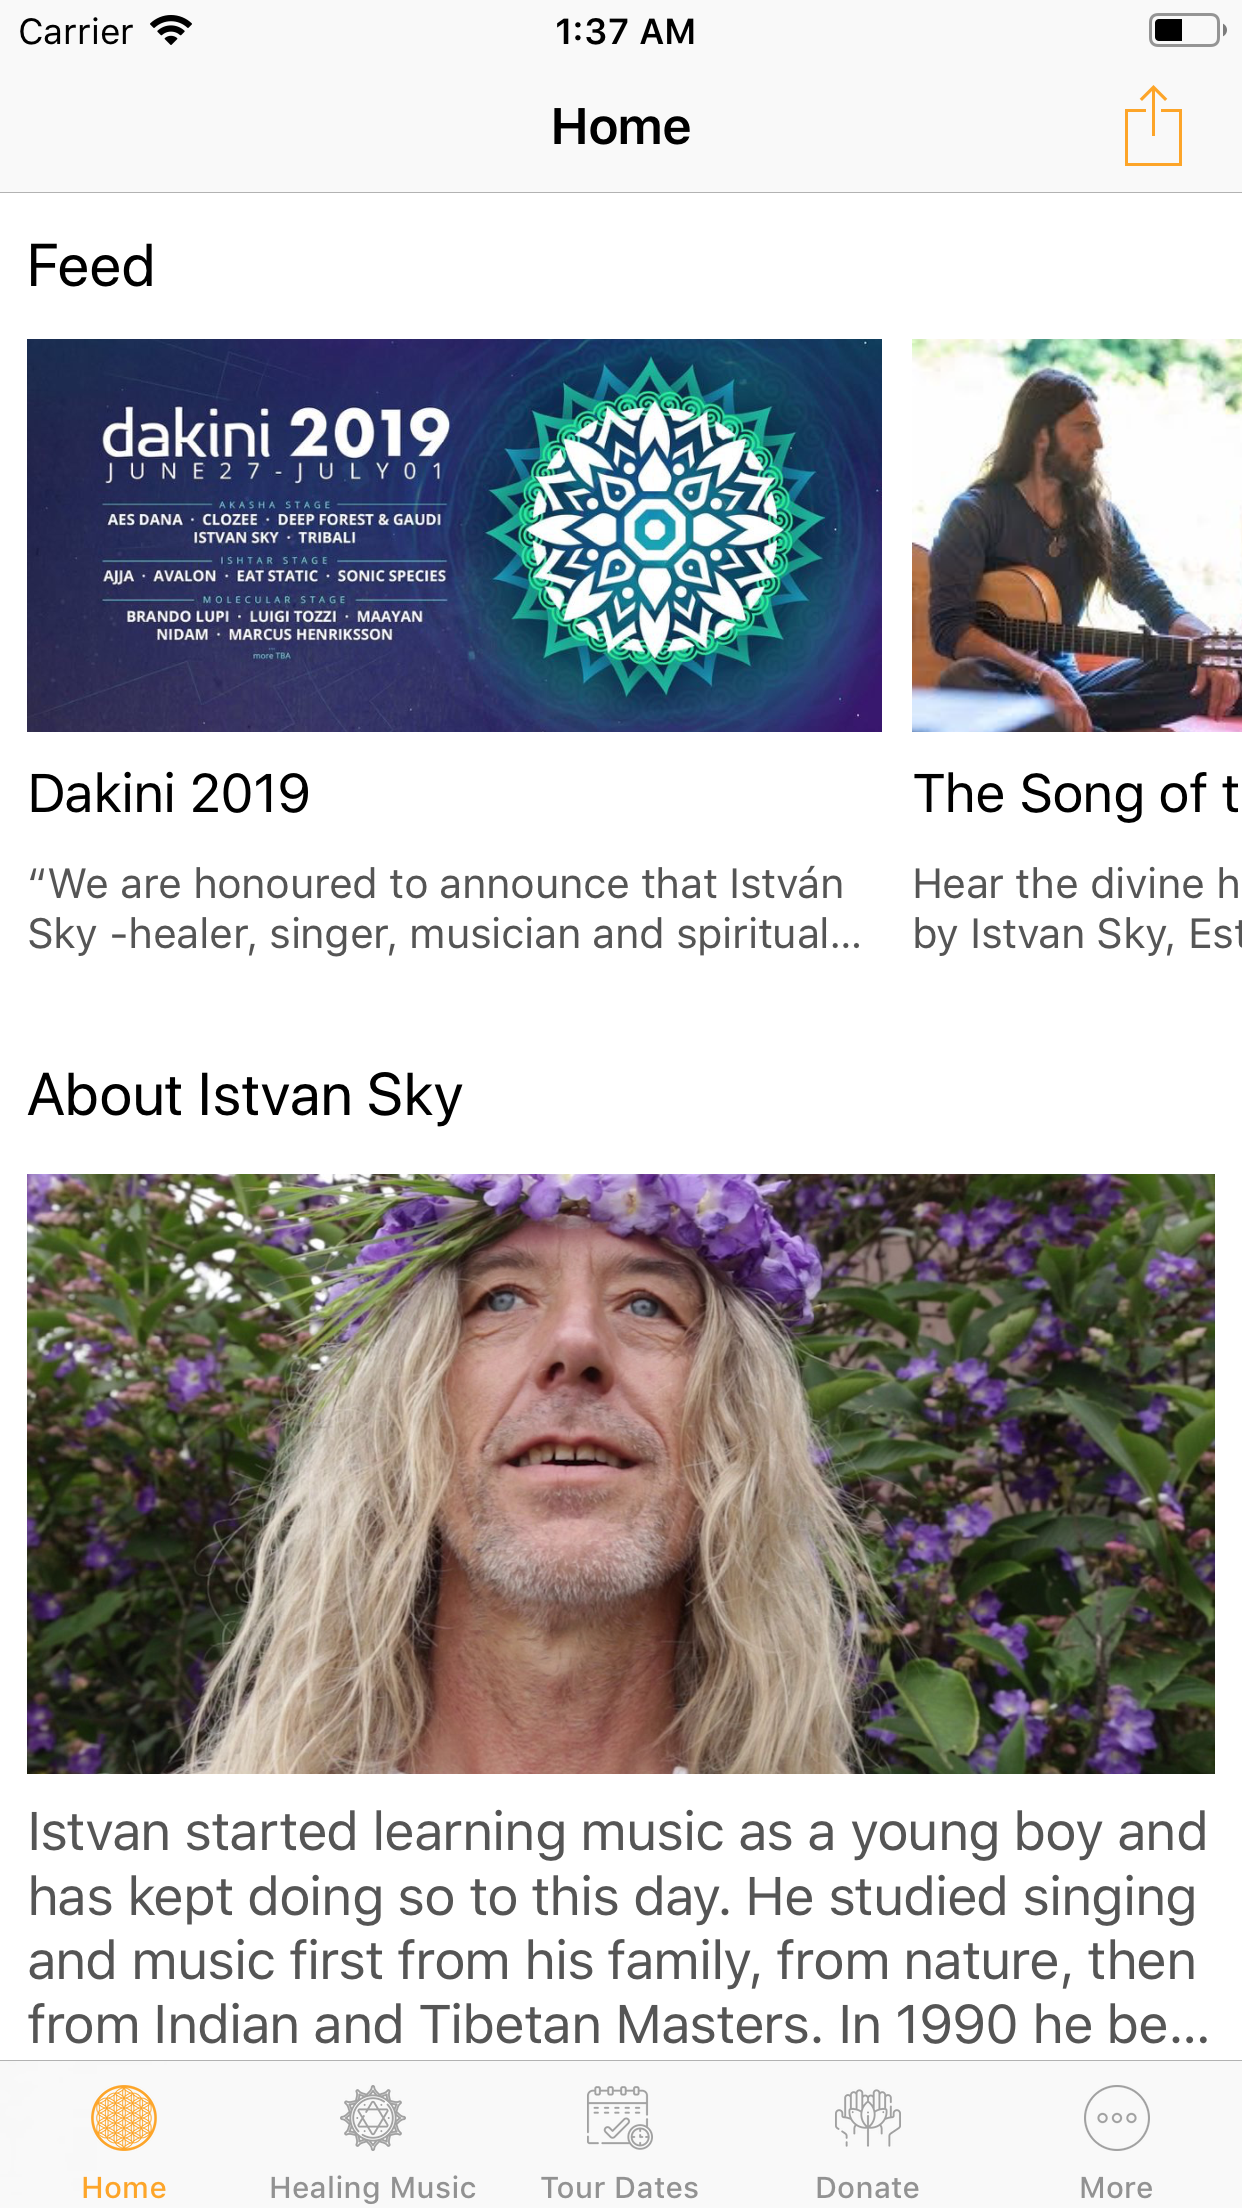 Carrier
1:37 AM
Home
Feed
dakini 2019
JUNE27-JULY01
AKASHA STAGE
AES DANA · CLOZEE · DEEP FOREST & GAUDI
ISTVAN SKY · TRIBALI
ISHTAR STAGE
AJJA · AVALON · EAT STATIC · SONIC SPECIES
MOLECULAR STAGE
BRANDO LUPI · LUIGI TOZZI · MAAYAN
NIDAM · MARCUS HENRIKSSON
more TBA
Dakini 2019
“We are honoured to announce that István
Sky -healer, singer, musician and spiritual...
The Song of t
Hear the divine h
by Istvan Sky, Est
About Istvan Sky
Istvan started learning music as a young boy and
has kept doing so to this day. He studied singing
and music first from his family, from nature, then
from Indian and Tibetan Masters. In 1990 he be...
Home
Healing Music
Tour Dates
Donate
More